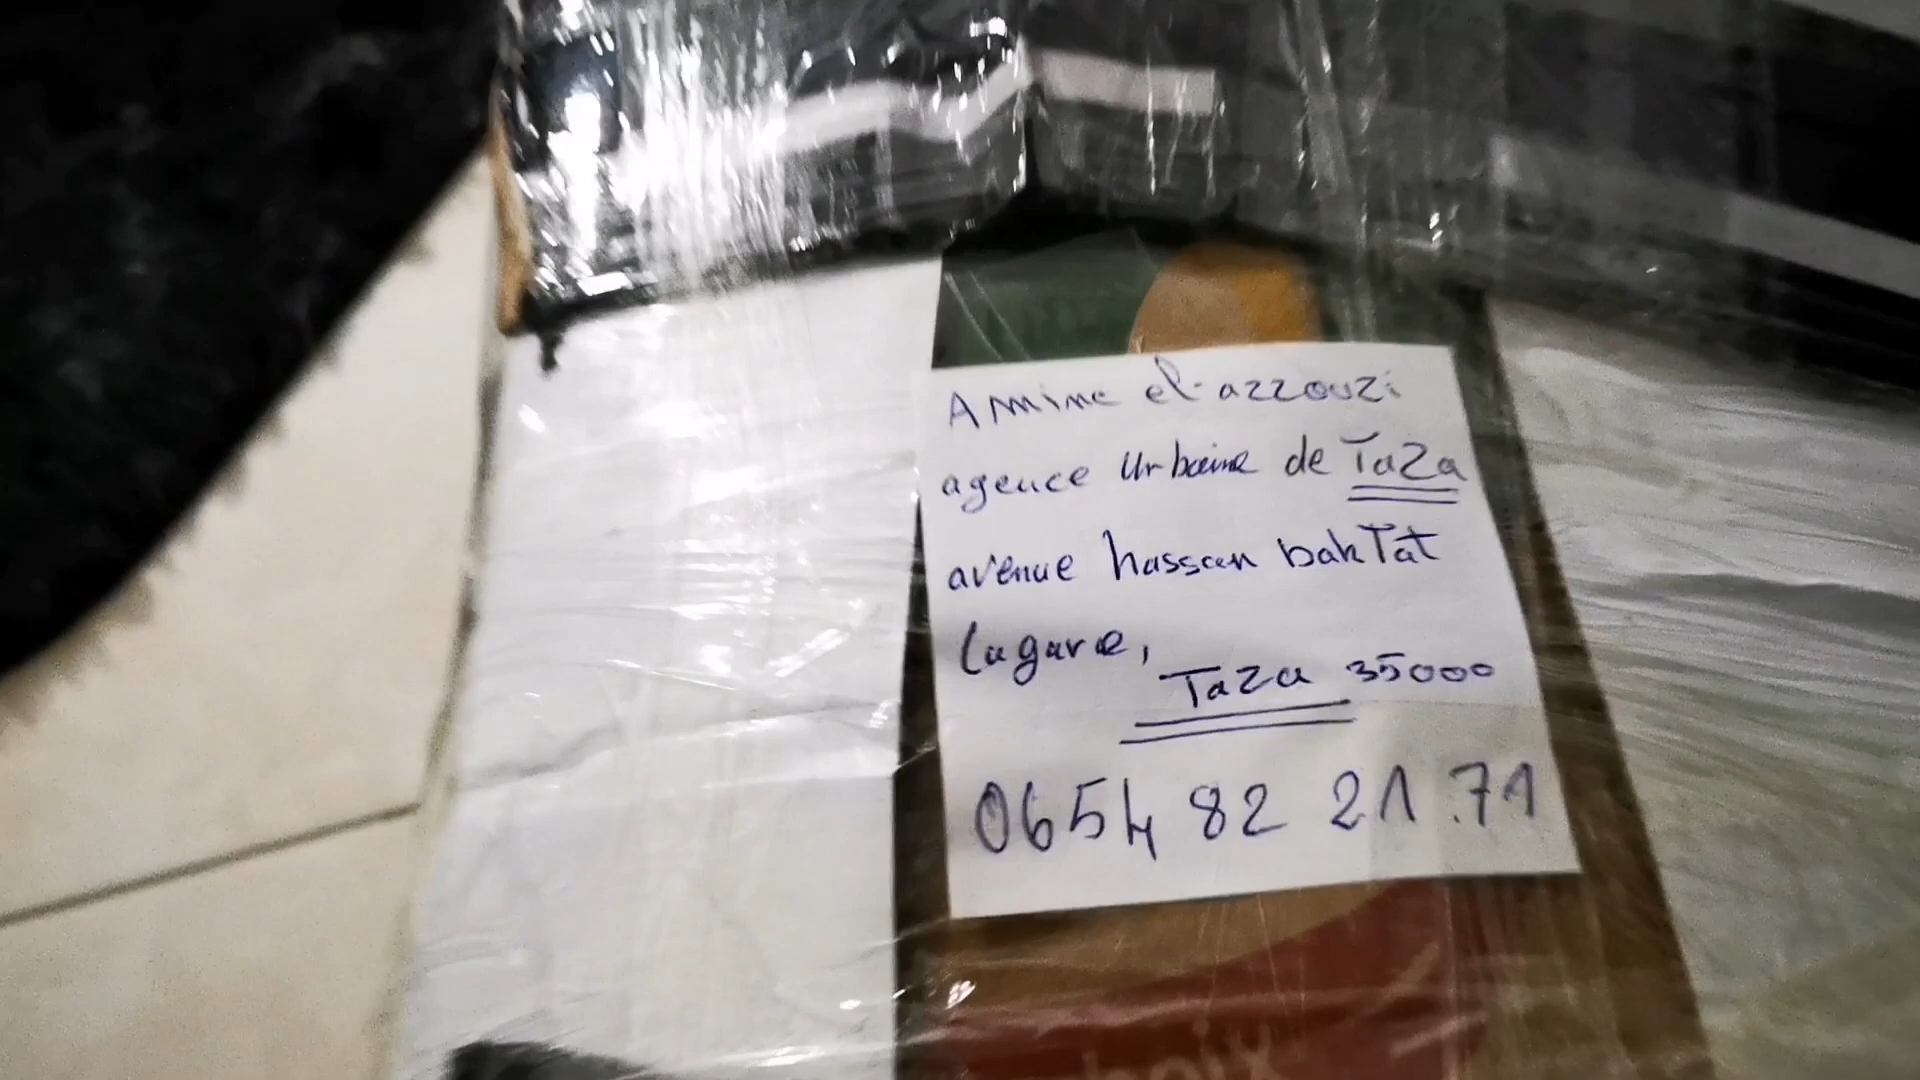 Amine el-azzouzi
agence Urbaine de TaZa
avenue hassan bahTat
Lagare,
TaZa 35000
0654 82 21.71